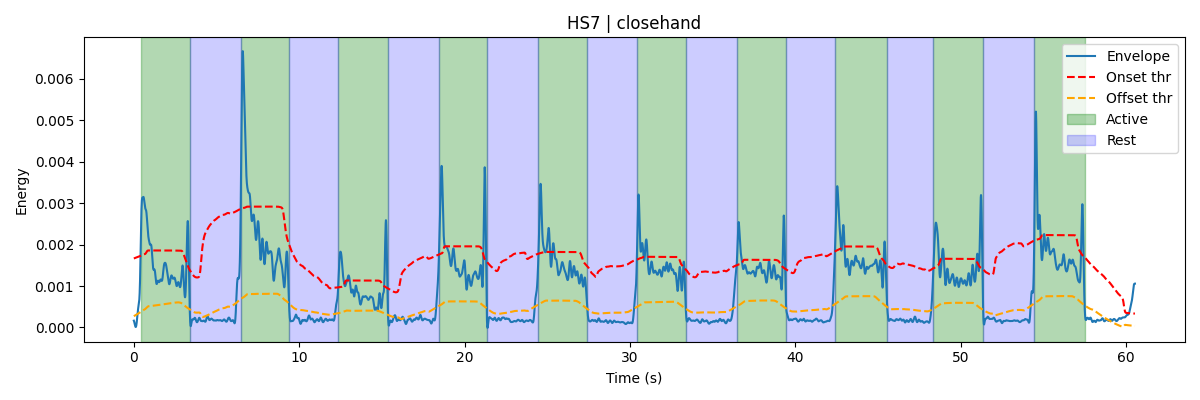 HS7 | closehand
Energy
0.006
0.005
0.004
0.003
0.002
0.001
0.000
Envelope
Onset thr
Offset thr
Active
Rest
0 10 20 30 40 50 60
Time (s)